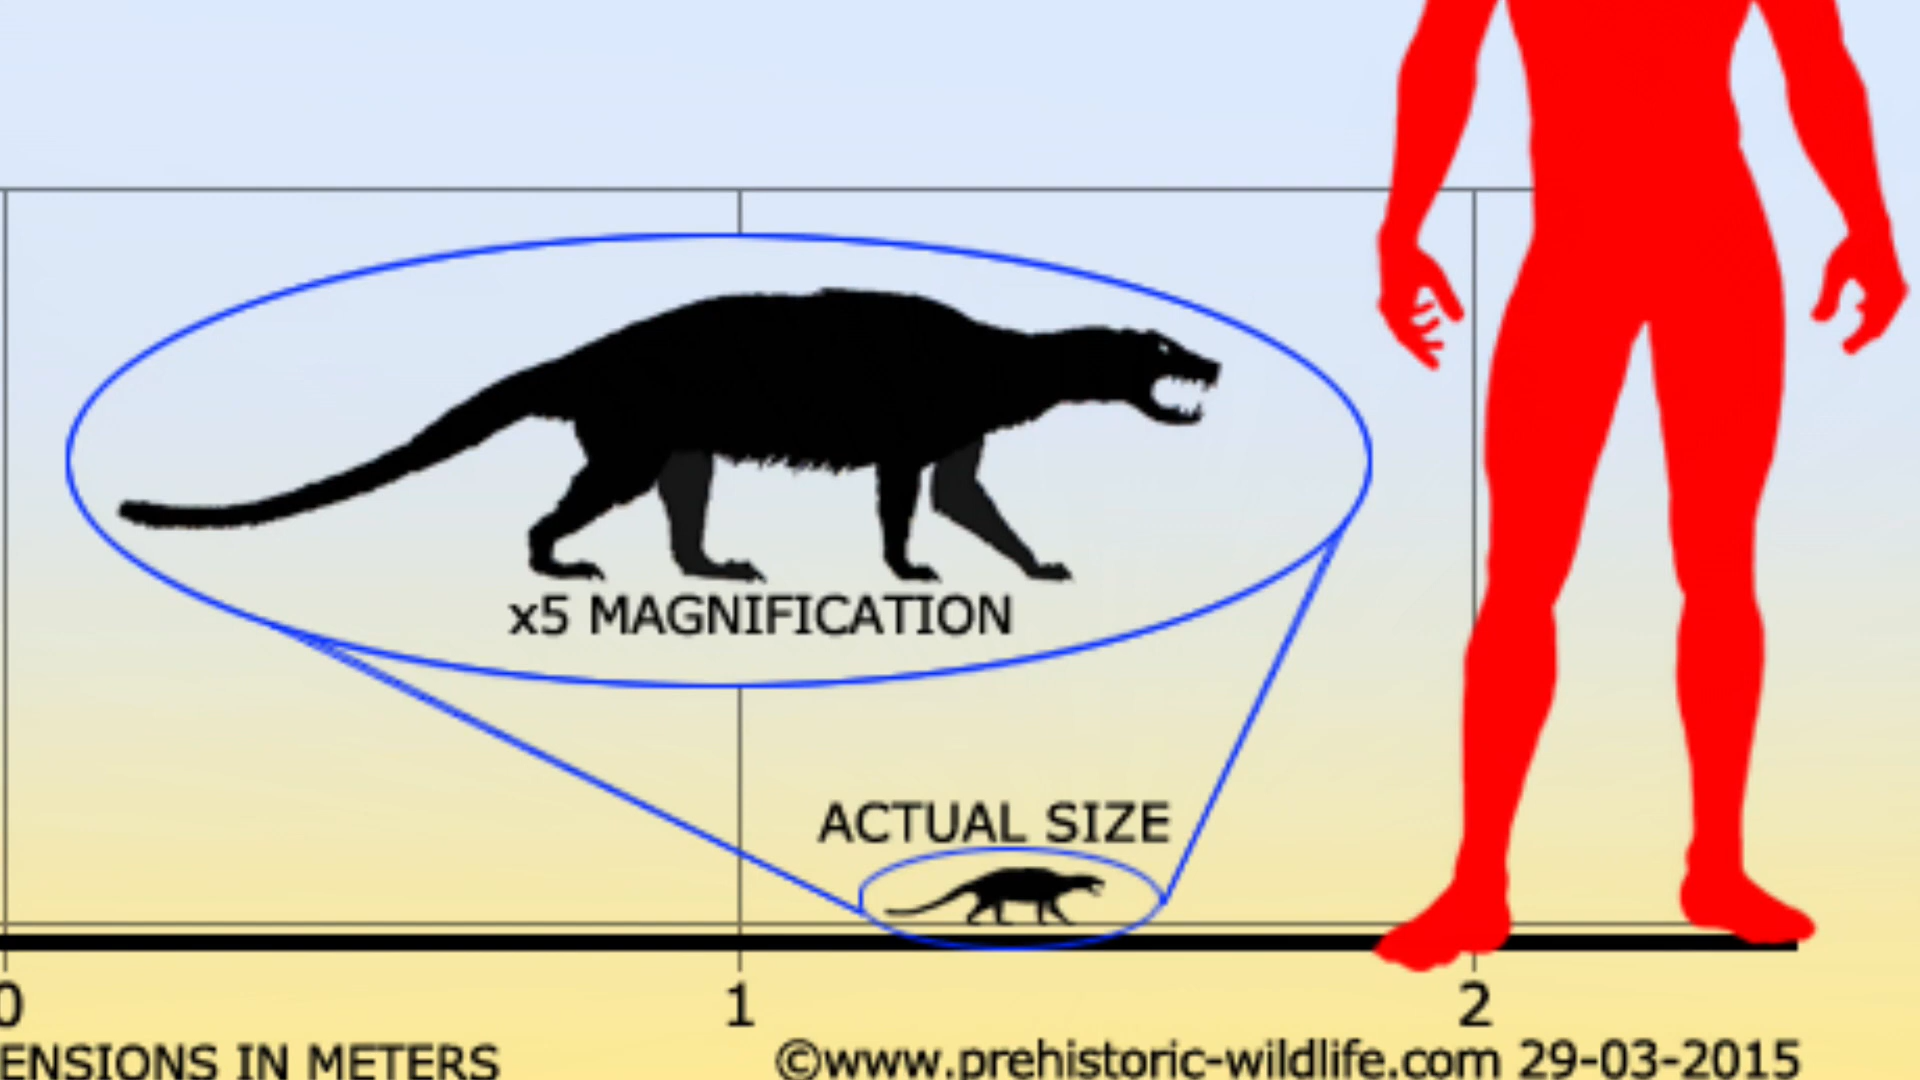 x5 MAGNIFICATION
ACTUAL SIZE
0 1 2
ENSIONS IN METERS ©www.prehistoric-wildlife.com 29-03-2015